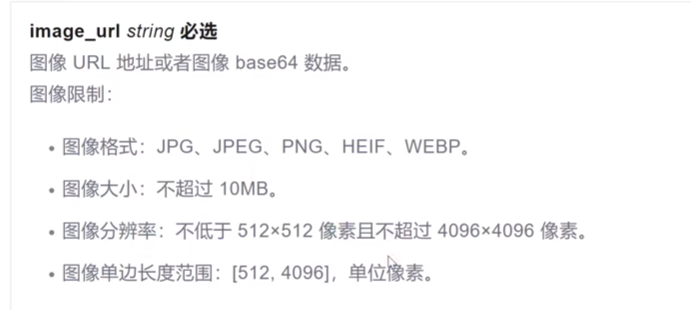 image_url string 必选
图像 URL 地址或者图像 base64 数据。
图像限制：
• 图像格式：JPG、JPEG、PNG、HEIF、WEBP。
• 图像大小：不超过 10MB。
• 图像分辨率：不低于 512×512 像素且不超过 4096×4096 像素。
• 图像单边长度范围：[512, 4096]，单位像素。